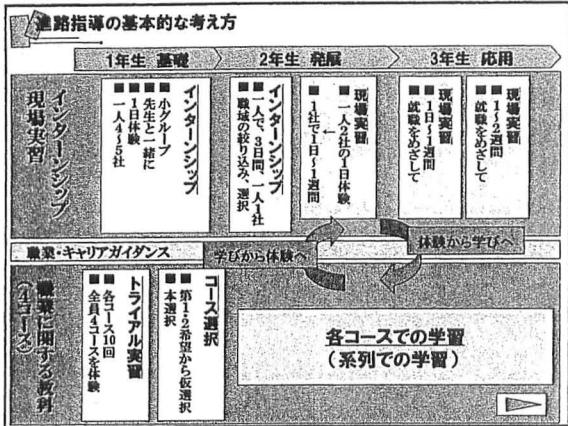 進路指導の基本的な考え方
1年生 基礎
2年生 発展
3年生 応用
インターンシップ
現場実習
インターンシップ
■ 小グループ
■ 先生と一緒に
■ 1日体験
■ 一人4～5社
インターンシップ
■ 一人で、3日間、一人1社
■ 職域の絞り込み、選択
現場実習
■ 一人2社の1日体験
↓
■ 1社で1日～1週間
現場実習
■ 1日～1週間
■ 就職をめざして
現場実習
■ 1～2週間
■ 就職をめざして
職業・キャリアガイダンス
学びから体験へ
体験から学びへ
職業に関する教科
（4コース）
トライアル実習
■ 各コース10回
■ 全員4コースを体験
コース選択
■ 第1・2希望から仮選択
■ 本選択
各コースでの学習
（系列での学習）